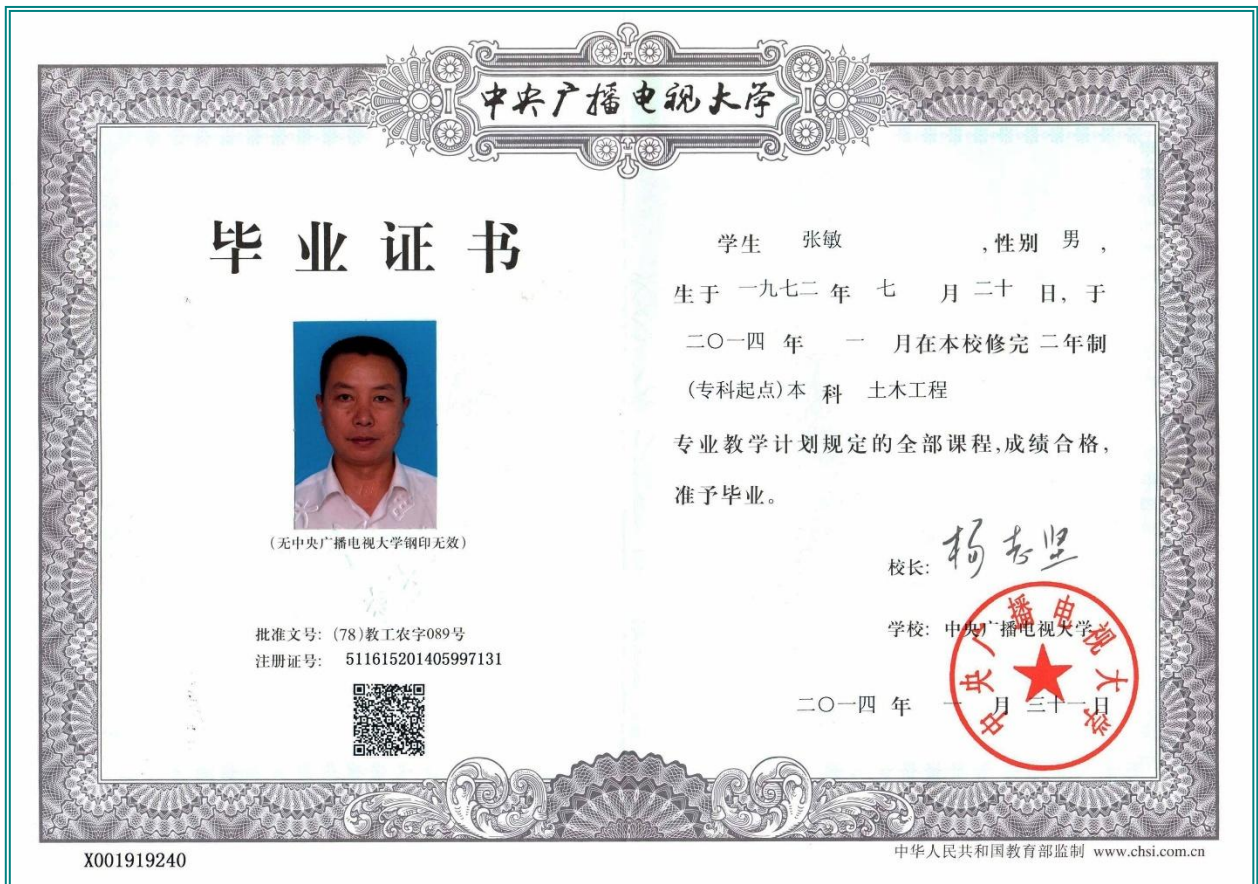 中央广播电视大学
毕业证书
(无中央广播电视大学钢印无效)
批准文号: (78)教工农字089号
注册证号: 511615201405997131
学生 张敏 ,性别 男 ,
生于 一九七二 年 七 月 二十 日, 于
二〇一四 年 一 月在本校修完 二年制
(专科起点)本 科 土木工程
专业教学计划规定的全部课程,成绩合格,
准予毕业。
校长: 杨志坚
学校: 中央广播电视大学
二〇一四 年 一 月 三十一 日
中央广播电视大学
X001919240
中华人民共和国教育部监制 www.chsi.com.cn